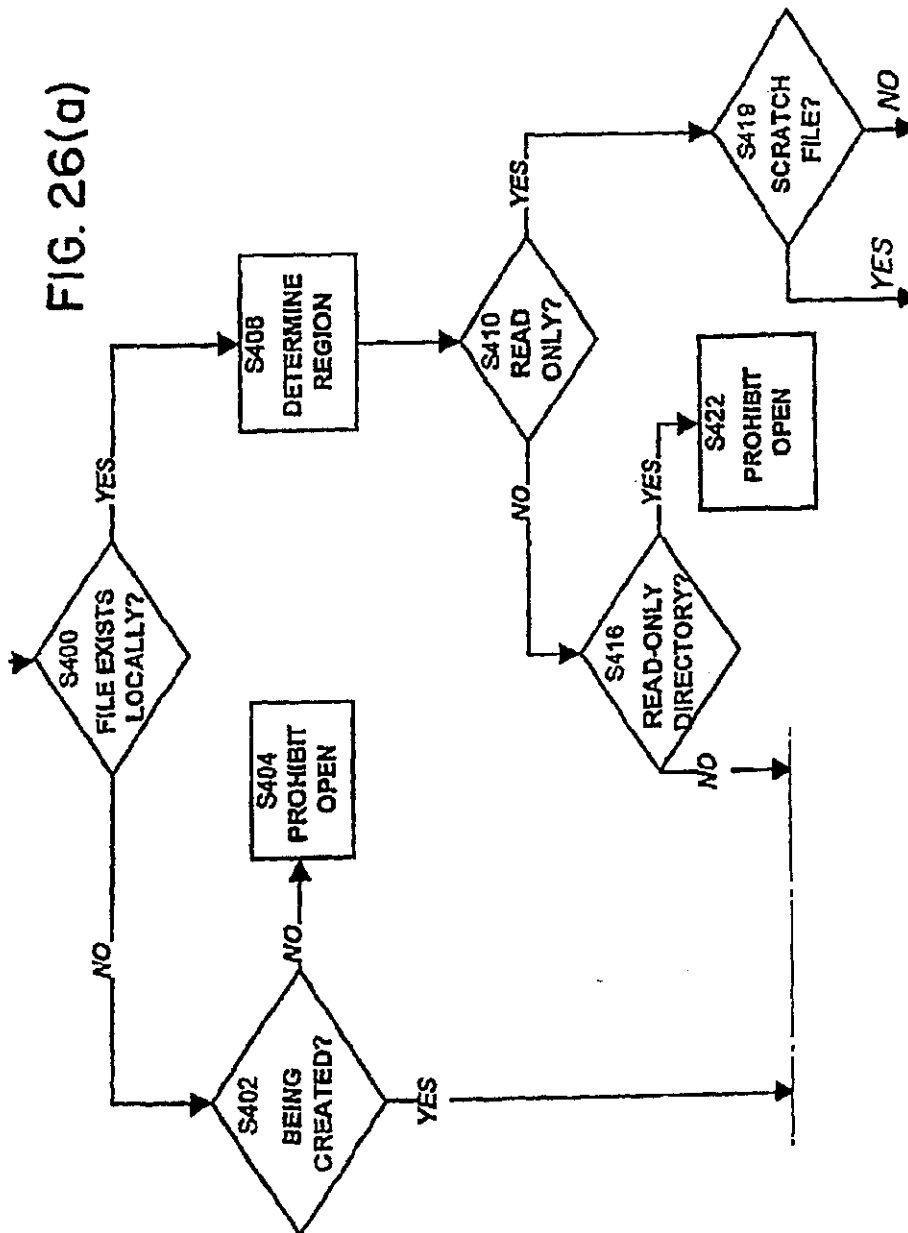 FIG. 26(a)
S400
FILE EXISTS
LOCALLY?
NO
YES
S402
BEING
CREATED?
NO
S404
PROHIBIT
OPEN
YES
S408
DETERMINE
REGION
S410
READ
ONLY?
NO
YES
S416
READ-ONLY
DIRECTORY?
YES
S422
PROHIBIT
OPEN
NO
S419
SCRATCH
FILE?
YES
NO